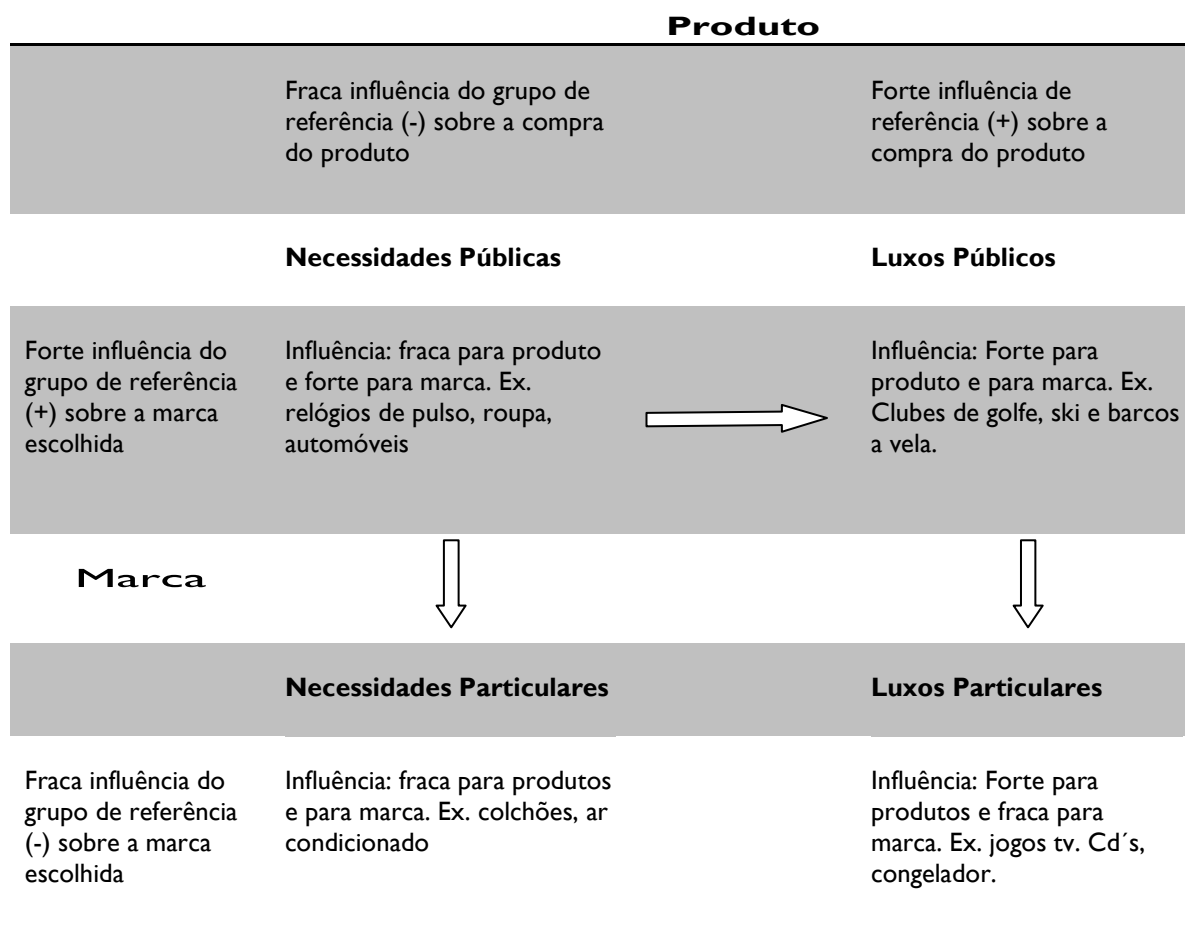 Produto
Fraca influência do grupo de
referência (-) sobre a compra
do produto
Forte influência de
referência (+) sobre a
compra do produto
Necessidades Públicas
Luxos Públicos
Forte influência do
grupo de referência
(+) sobre a marca
escolhida
Influência: fraca para produto
e forte para marca. Ex.
relógios de pulso, roupa,
automóveis
Influência: Forte para
produto e para marca. Ex.
Clubes de golfe, ski e barcos
a vela.
Marca
Necessidades Particulares
Luxos Particulares
Fraca influência do
grupo de referência
(-) sobre a marca
escolhida
Influência: fraca para produtos
e para marca. Ex. colchões, ar
condicionado
Influência: Forte para
produtos e fraca para
marca. Ex. jogos tv. Cd´s,
congelador.